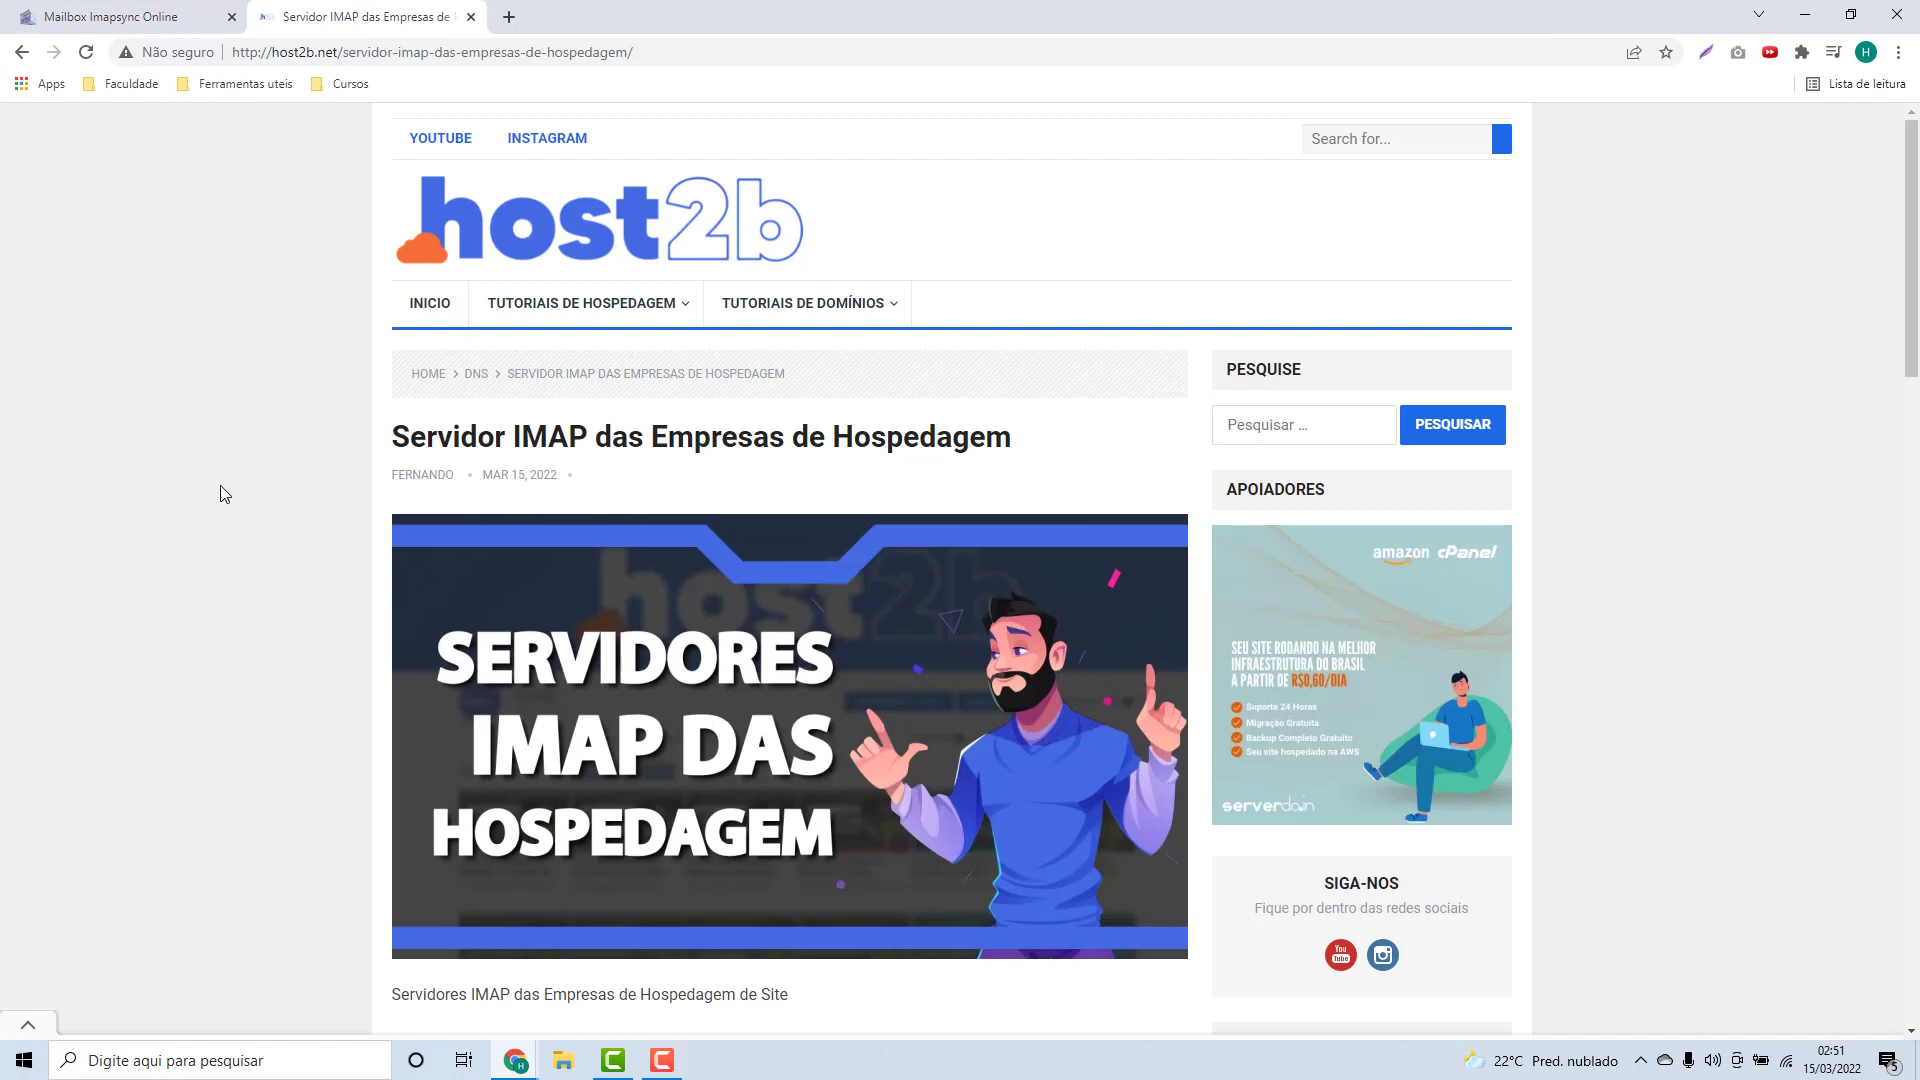 Mailbox Imapsync Online
Servidor IMAP das Empresas de
Não seguro
http://host2b.net/servidor-imap-das-empresas-de-hospedagem/
H
Apps
Faculdade
Ferramentas uteis
Cursos
Lista de leitura
YOUTUBE
INSTAGRAM
Search for...
host2b
INICIO
TUTORIAIS DE HOSPEDAGEM
TUTORIAIS DE DOMÍNIOS
HOME > DNS > SERVIDOR IMAP DAS EMPRESAS DE HOSPEDAGEM
Servidor IMAP das Empresas de Hospedagem
FERNANDO • MAR 15, 2022 •
host2b
SERVIDORES
IMAP DAS
HOSPEDAGEM
Servidores IMAP das Empresas de Hospedagem de Site
PESQUISE
Pesquisar …
PESQUISAR
APOIADORES
amazon cPanel
SEU SITE RODANDO NA MELHOR
INFRAESTRUTURA DO BRASIL
A PARTIR DE R$0,60/DIA
Suporte 24 Horas
Migração Gratuita
Backup Completo Gratuito
Seu site hospedado na AWS
serverdoin
SIGA-NOS
Fique por dentro das redes sociais
You
Tube
Digite aqui para pesquisar
H
22°C Pred. nublado
02:51
15/03/2022
5